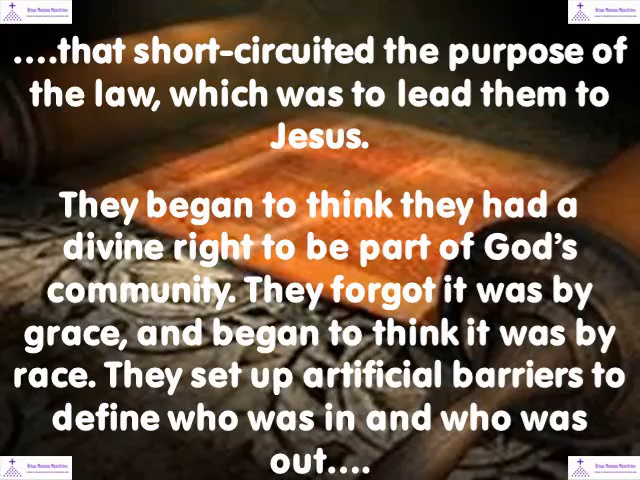 ....that short-circuited the purpose of
the law, which was to lead them to
Jesus.
They began to think they had a
divine right to be part of God's
community. They forgot it was by
grace, and began to think it was by
race. They set up artificial barriers to
define who was in and who was
out....